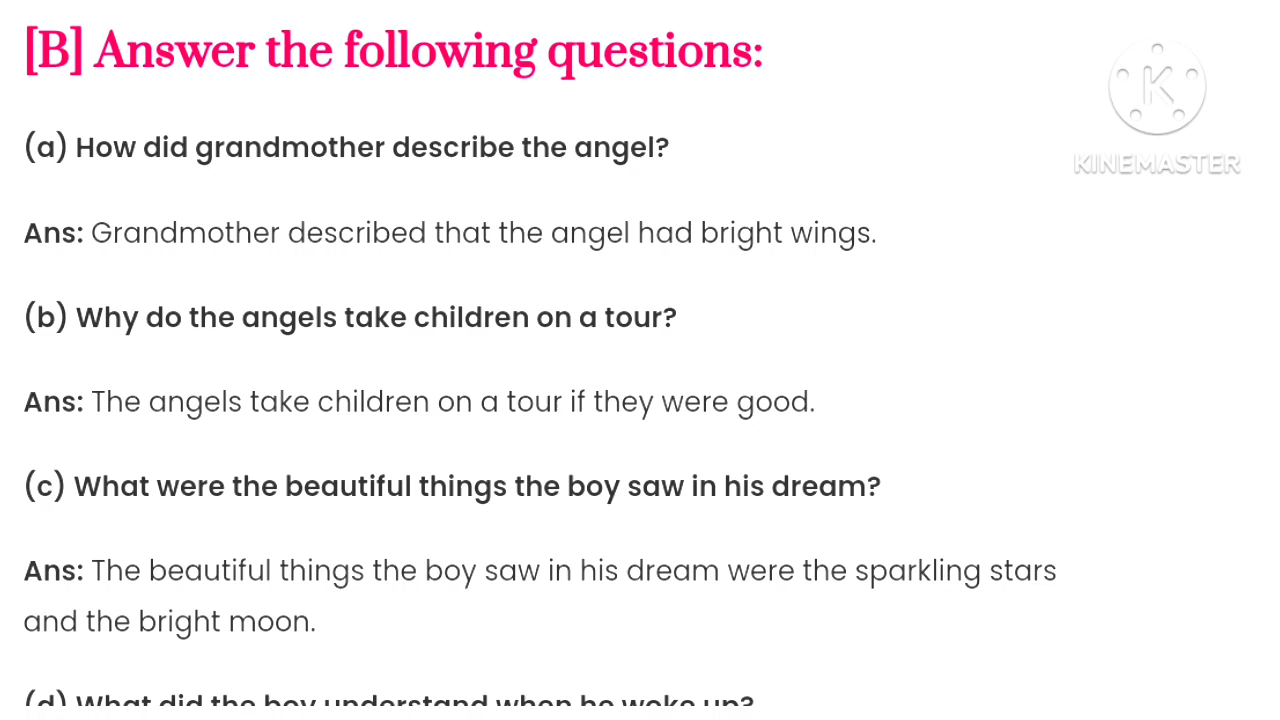 [B] Answer the following questions:
K
KINEMASTER
(a) How did grandmother describe the angel?
Ans: Grandmother described that the angel had bright wings.
(b) Why do the angels take children on a tour?
Ans: The angels take children on a tour if they were good.
(c) What were the beautiful things the boy saw in his dream?
Ans: The beautiful things the boy saw in his dream were the sparkling stars
and the bright moon.
(d) What did the boy understand when he woke up?